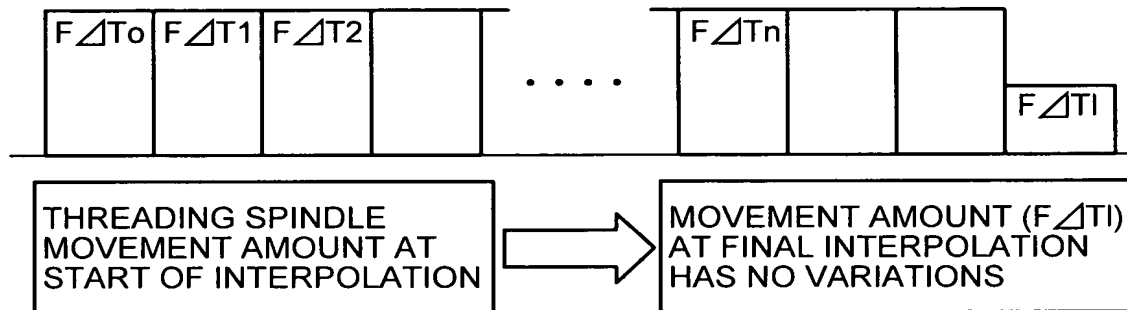 F⊿To F⊿T1 F⊿T2 .... F⊿Tn
F⊿Tl
THREADING SPINDLE
MOVEMENT AMOUNT AT
START OF INTERPOLATION
MOVEMENT AMOUNT (F⊿Tl)
AT FINAL INTERPOLATION
HAS NO VARIATIONS